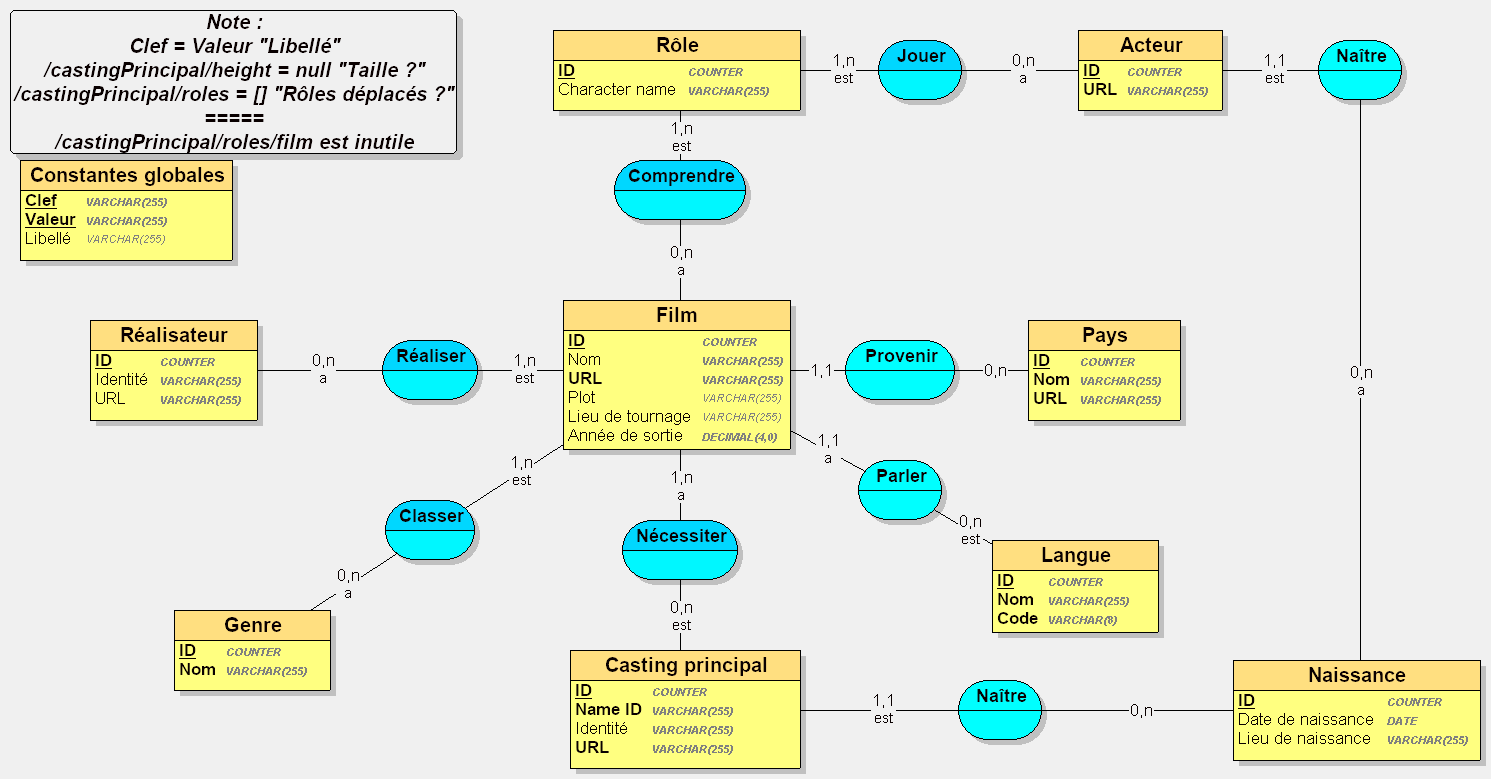 Note :
Clef = Valeur "Libellé"
/castingPrincipal/height = null "Taille ?"
/castingPrincipal/roles = [] "Rôles déplacés ?"
=====
/castingPrincipal/roles/film est inutile
Constantes globales
Clef VARCHAR(255)
Valeur VARCHAR(255)
Libellé VARCHAR(255)
Rôle
ID COUNTER
Character name VARCHAR(255)
1,n
est
Jouer
0,n
a
Acteur
ID COUNTER
URL VARCHAR(255)
1,1
est
Naître
1,n
est
Comprendre
0,n
a
0,n
a
Réalisateur
ID COUNTER
Identité VARCHAR(255)
URL VARCHAR(255)
0,n
a
Réaliser
1,n
est
Film
ID COUNTER
Nom VARCHAR(255)
URL VARCHAR(255)
Plot VARCHAR(255)
Lieu de tournage VARCHAR(255)
Année de sortie DECIMAL(4,0)
1,1
Provenir
0,n
Pays
ID COUNTER
Nom VARCHAR(255)
URL VARCHAR(255)
1,n
est
Classer
0,n
a
Genre
ID COUNTER
Nom VARCHAR(255)
1,n
a
Nécessiter
0,n
est
1,1
a
Parler
0,n
est
Langue
ID COUNTER
Nom VARCHAR(255)
Code VARCHAR(8)
Casting principal
ID COUNTER
Name ID VARCHAR(255)
Identité VARCHAR(255)
URL VARCHAR(255)
1,1
est
Naître
0,n
Naissance
ID COUNTER
Date de naissance DATE
Lieu de naissance VARCHAR(255)